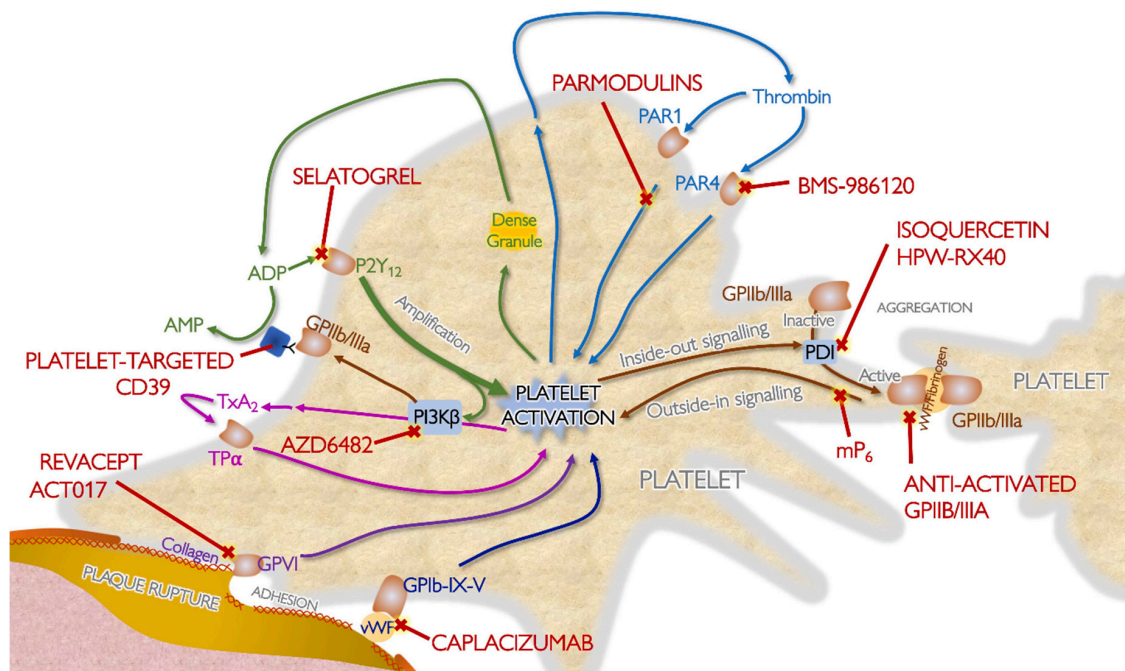 PARMODULINS
Thrombin
PAR1
SELATOGREL
PAR4
BMS-986120
Dense
Granule
ISOQUERCETIN
HPW-RX40
ADP
P2Y12
GPIIb/IIIa
AGGREGATION
Inactive
AMP
GPIIb/IIIa
Amplification
Inside-out signalling
PDI
PLATELET-TARGETED
CD39
Active
vWF/Fibrinogen
PLATELET
PLATELET
ACTIVATION
Outside-in signalling
GPIIb/IIIa
TxA2
PI3Kβ
AZD6482
mP6
TPα
REVACEPT
ACT017
PLATELET
ANTI-ACTIVATED
GPIIB/IIIA
Collagen
GPVI
PLAQUE RUPTURE
ADHESION
GPIb-IX-V
vWF
CAPLACIZUMAB